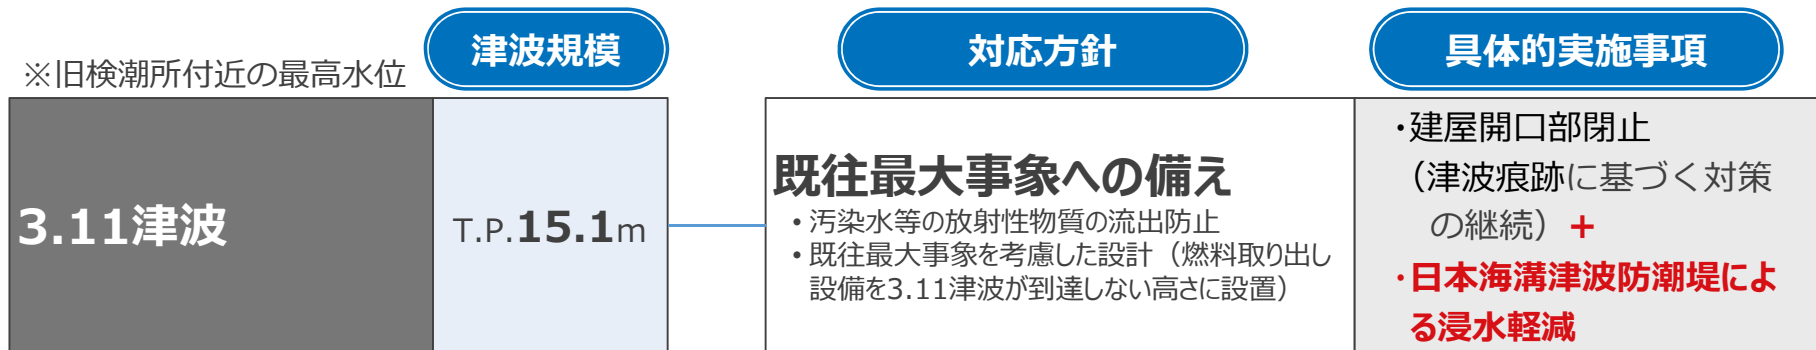 津波規模
対応方針
具体的実施事項
※旧検潮所付近の最高水位
3.11津波
T.P.15.1m
既往最大事象への備え
• 汚染水等の放射性物質の流出防止
• 既往最大事象を考慮した設計（燃料取り出し
設備を3.11津波が到達しない高さに設置）
・建屋開口部閉止
（津波痕跡に基づく対策
の継続）+
・日本海溝津波防潮堤によ
る浸水軽減